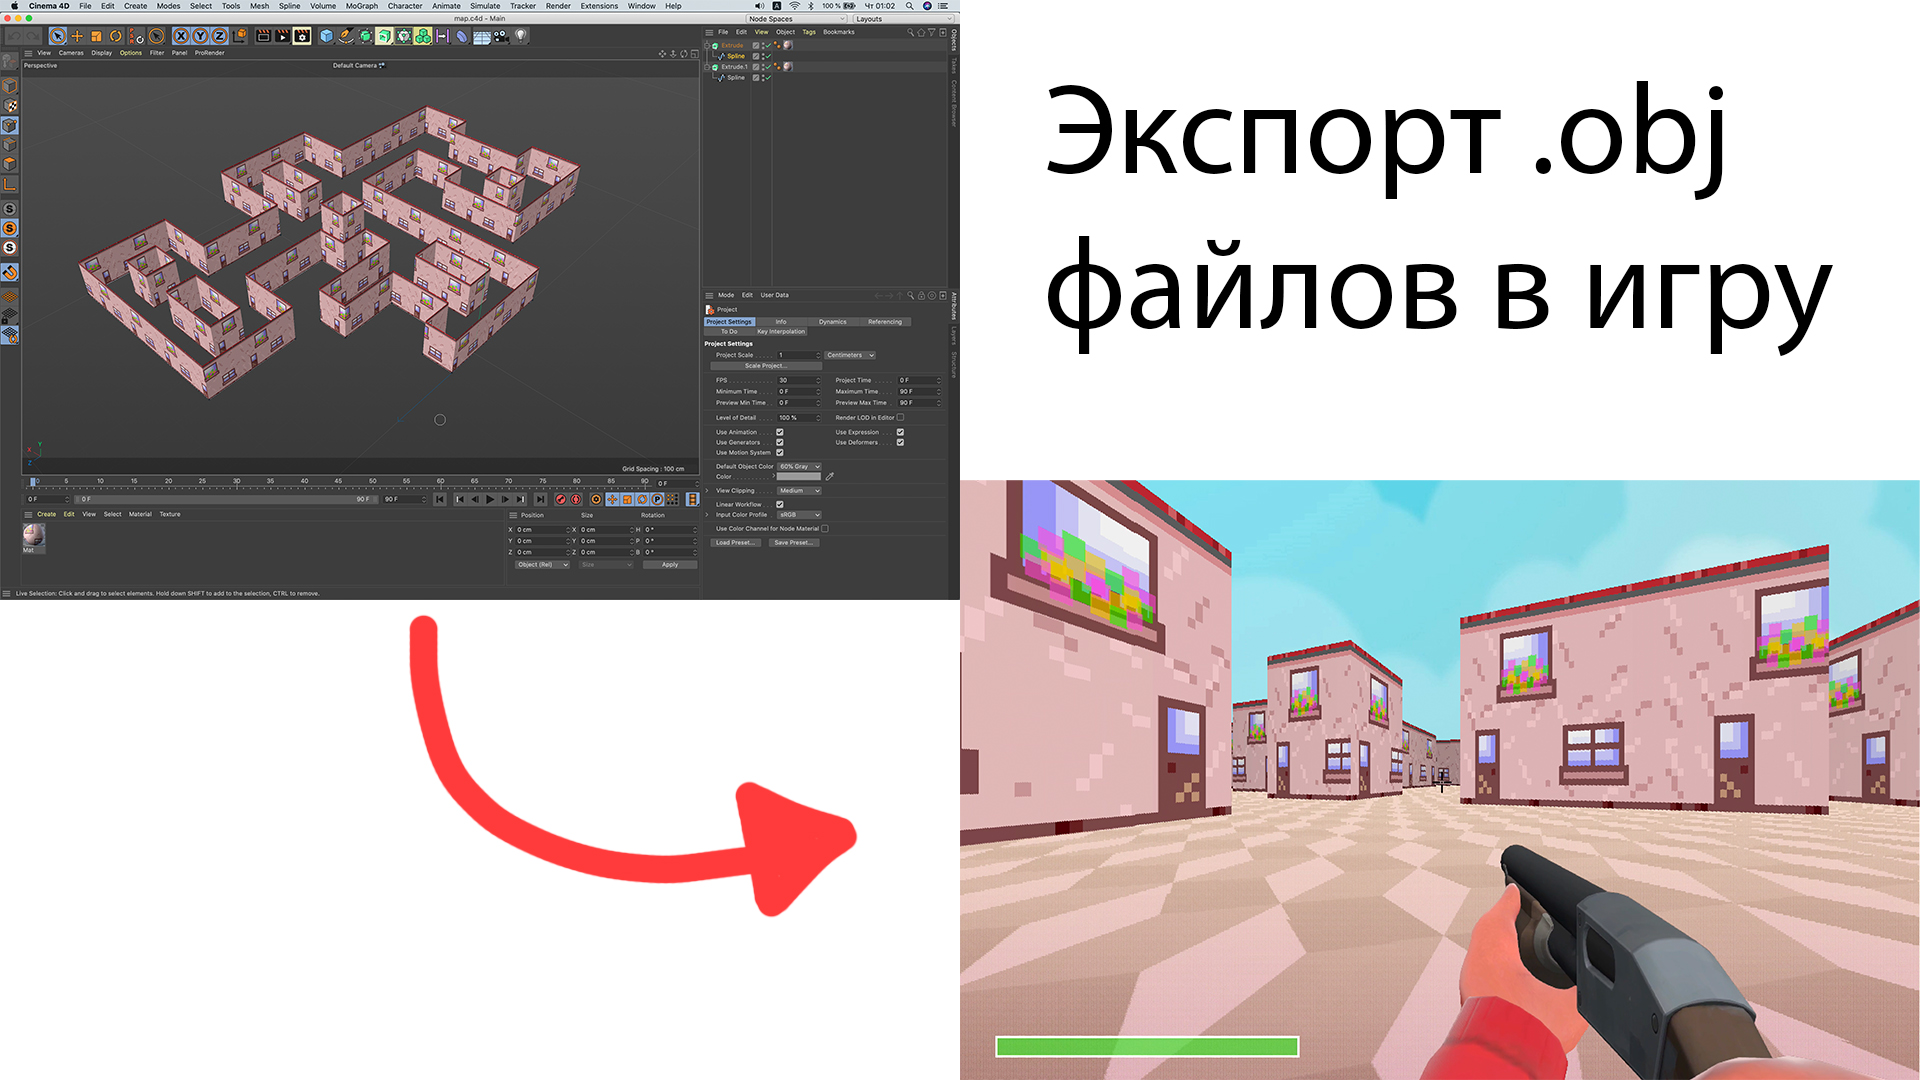 Cinema 4D File Edit Create Modes Select Tools Mesh Spline Volume MoGraph Character Animate Simulate Tracker Render Extensions Window Help 100 % Чт 01:02
map.c4d - Main
Node Spaces Layouts
View Cameras Display Options Filter Panel ProRender
Perspective
Default Camera
Grid Spacing : 100 cm
0 5 10 15 20 25 30 35 40 45 50 55 60 65 70 75 80 85 90 0 F
0 F 0 F 90 F 90 F
Create Edit View Select Material Texture
Mat
Position Size Rotation
X 0 cm X 0 cm H 0 °
Y 0 cm Y 0 cm P 0 °
Z 0 cm Z 0 cm B 0 °
Object (Rel) Size Apply
Live Selection: Click and drag to select elements. Hold down SHIFT to add to the selection, CTRL to remove.
File Edit View Object Tags Bookmarks
Extrude
Spline
Extrude.1
Spline
Objects
Takes
Content Browser
Attributes
Layers
Structure
Mode Edit User Data
Project
Project Settings Info Dynamics Referencing
To Do Key Interpolation
Project Settings
Project Scale 1 Centimeters
Scale Project...
FPS 30 Project Time 0 F
Minimum Time 0 F Maximum Time 90 F
Preview Min Time 0 F Preview Max Time 90 F
Level of Detail 100 % Render LOD in Editor
Use Animation Use Expression
Use Generators Use Deformers
Use Motion System
Default Object Color 60% Gray
Color
View Clipping Medium
Linear Workflow
Input Color Profile sRGB
Use Color Channel for Node Material
Load Preset... Save Preset...
Экспорт .obj
файлов в игру